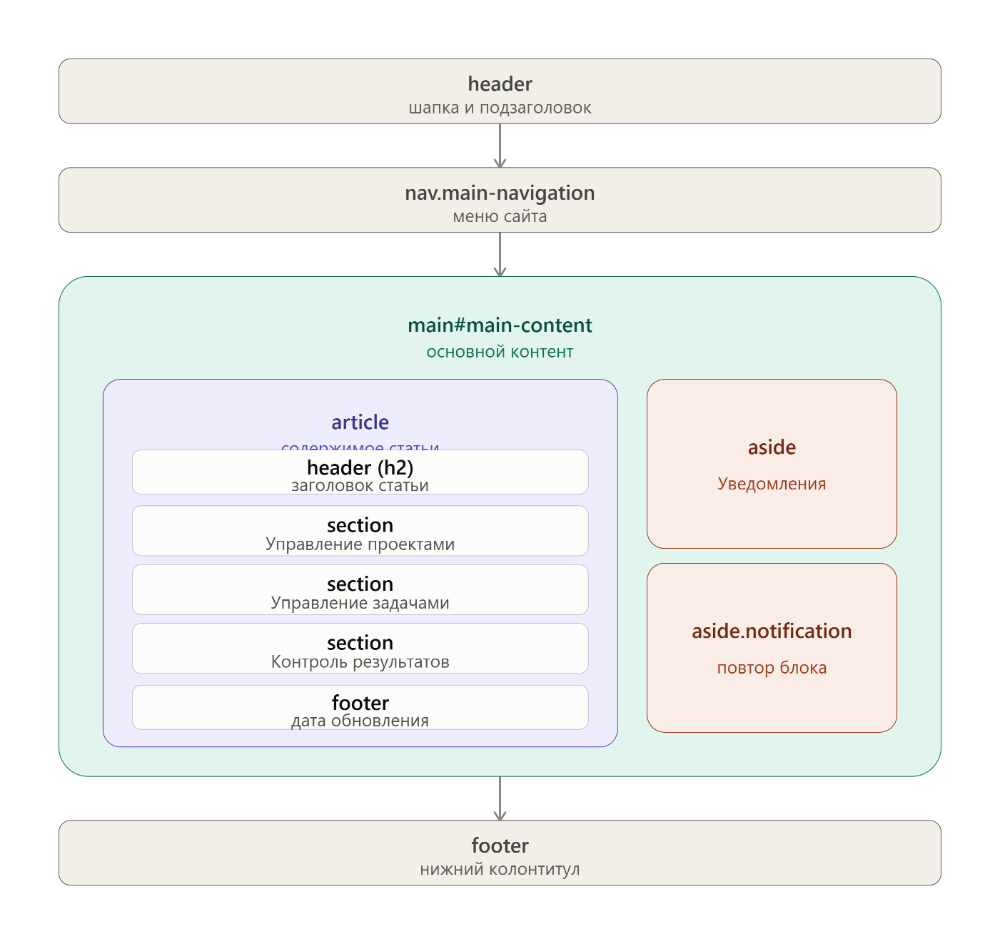 header
шапка и подзаголовок
nav.main-navigation
меню сайта
main#main-content
основной контент
article
содержимое статьи
header (h2)
заголовок статьи
section
Управление проектами
section
Управление задачами
section
Контроль результатов
footer
дата обновления
aside
Уведомления
aside.notification
повтор блока
footer
нижний колонтитул